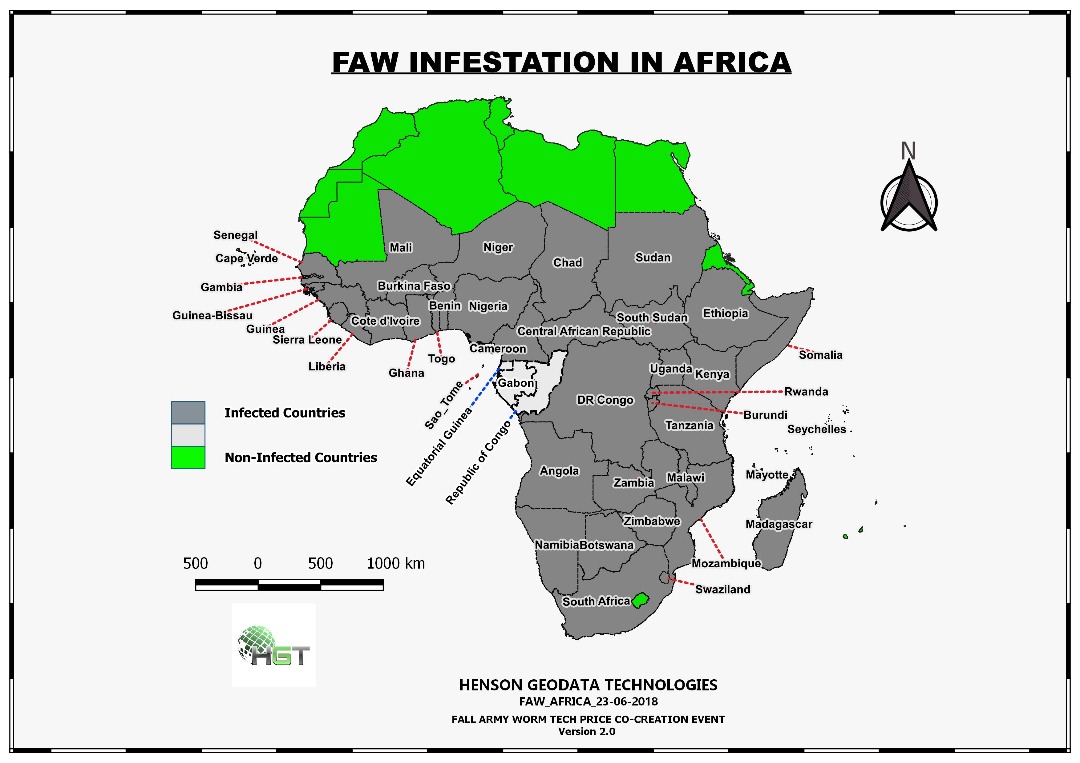 FAW INFESTATION IN AFRICA
N
Senegal
Cape Verde
Gambia
Guinea-Bissau
Guinea
Sierra Leone
Liberia
Ghana
Togo
Mali
Niger
Chad
Sudan
Burkina Faso
Benin
Nigeria
Cote d'Ivoire
South Sudan
Ethiopia
Central African Republic
Cameroon
Somalia
Uganda
Kenya
Gabon
DR Congo
Rwanda
Burundi
Sao_Tome
Equatorial Guinea
Republic of Congo
Tanzania
Seychelles
Infected Countries
Non-Infected Countries
Angola
Zambia
Malawi
Mayotte
Zimbabwe
Madagascar
Namibia
Botswana
Mozambique
Swaziland
South Africa
500 0 500 1000 km
HGT
HENSON GEODATA TECHNOLOGIES
FAW_AFRICA_23-06-2018
FALL ARMY WORM TECH PRICE CO-CREATION EVENT
Version 2.0